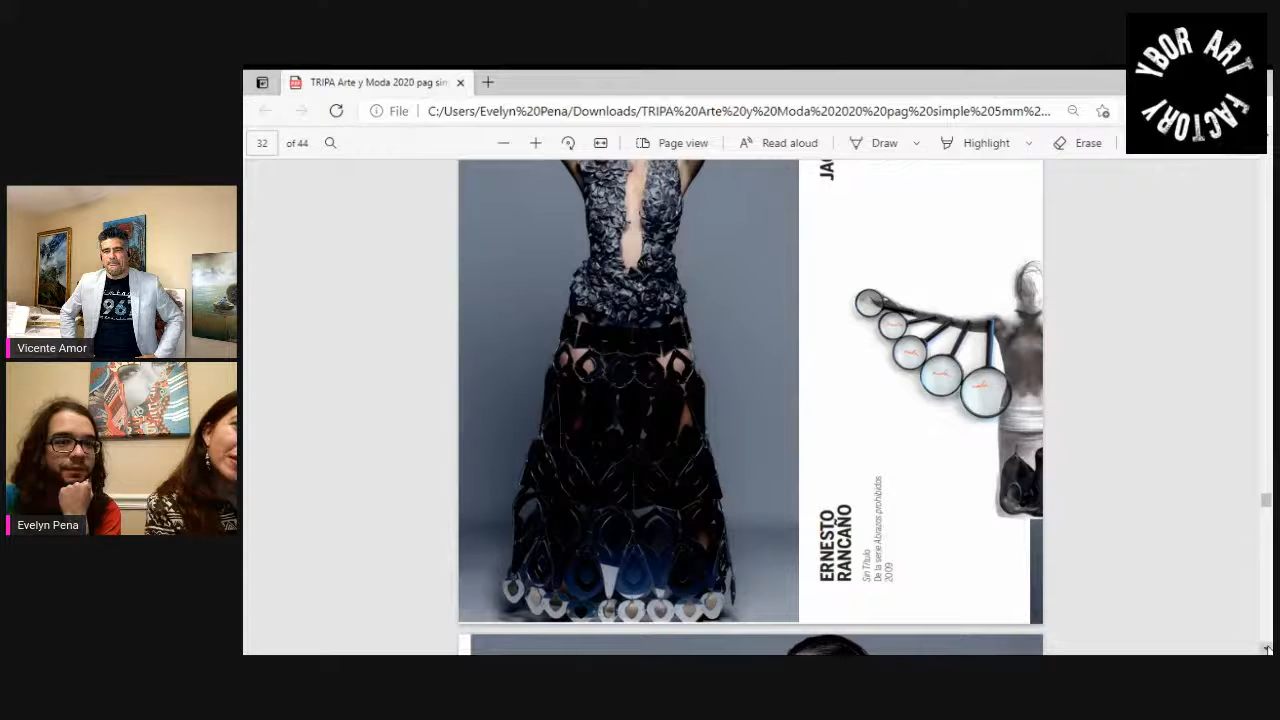 YBOR ART
FACTORY
TRIPA Arte y Moda 2020 pag sim
File
C:/Users/Evelyn%20Pena/Downloads/TRIPA%20Arte%20y%20Moda%202020%20pag%20simple%205mm%2...
32 of 44
Page view
Read aloud
Draw
Highlight
Erase
Vicente Amor
Evelyn Pena
ERNESTO
RANCAÑO
Sin Título
De la serie Abrazos prohibidos
2009